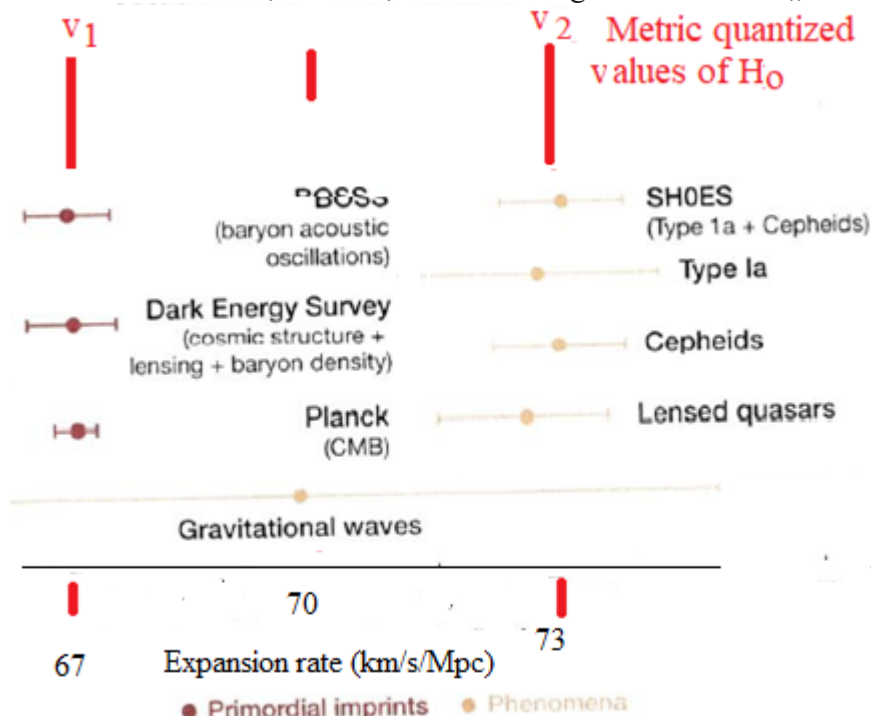 v1
v2 Metric quantized
values of HO
(baryon acoustic
oscillations)
SH0ES
(Type 1a + Cepheids)
Type Ia
Dark Energy Survey
(cosmic structure +
lensing + baryon density)
Cepheids
Planck
(CMB)
Lensed quasars
Gravitational waves
70
67
73
Expansion rate (km/s/Mpc)
Primordial imprints
Phenomena